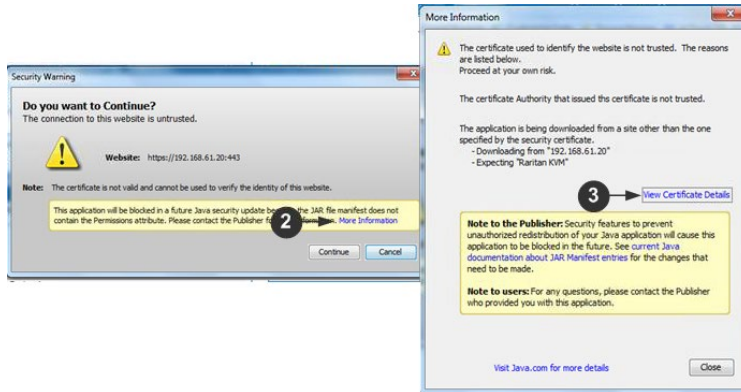 Security Warning
Do you want to Continue?
The connection to this website is untrusted.
Website: https://192.168.61.20:443
Note: The certificate is not valid and cannot be used to verify the identity of this website.
This application will be blocked in a future Java security update the JAR file manifest does not
contain the Permissions attribute. Please contact the Publisher More Information
2
Continue
Cancel
More Information
The certificate used to identify the website is not trusted. The reasons
are listed below.
Proceed at your own risk.
The certificate Authority that issued ths certificate is not trusted.
The application is being downloaded from a site other than the one
specified by the security certificate.
- Downloading from "192.168.61.20"
- Expecting "Raritan KVM"
3
View Certificate Details
Note to the Publisher: Security features to prevent
unauthorized redistribution of your Java application will cause this
application to be blocked in the future. See current Java
documentation about JAR Manifest entries for the changes that
need to be made.
Note to users: For any questions, please contact the Publisher
who provided you with this application.
Visit Java.com for more details
Close